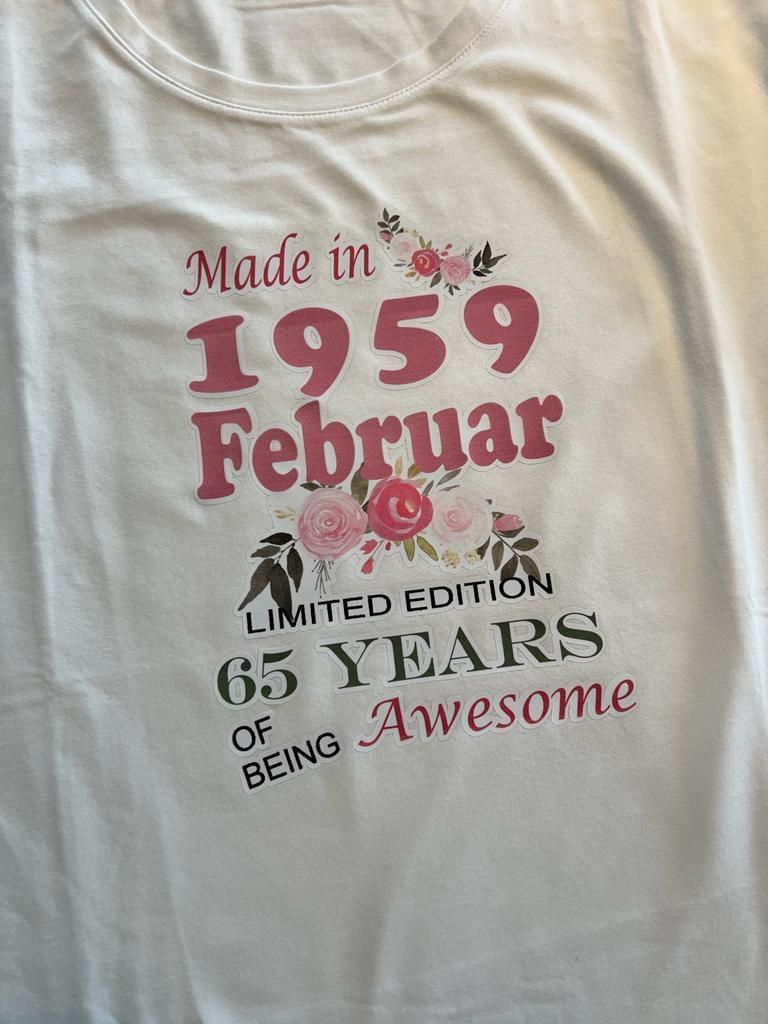 Made in
1959
Februar
LIMITED EDITION
65 YEARS
OF
BEING Awesome